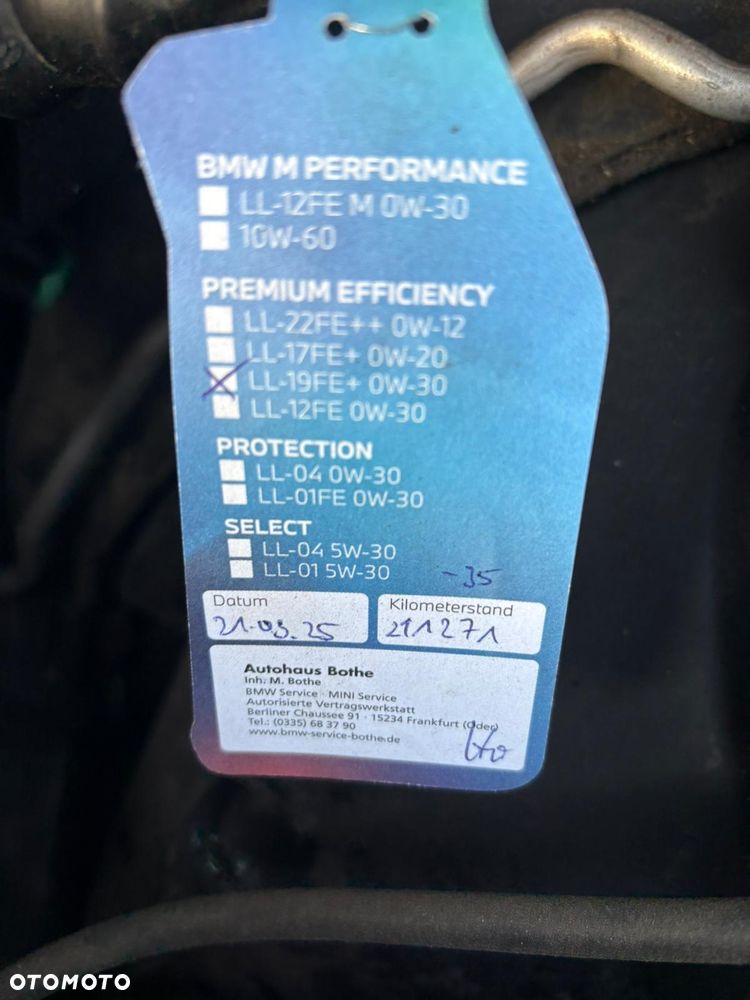 BMW M PERFORMANCE
LL-12FE M 0W-30
10W-60
PREMIUM EFFICIENCY
LL-22FE++ 0W-12
LL-17FE+ 0W-20
LL-19FE+ 0W-30
LL-12FE 0W-30
PROTECTION
LL-04 0W-30
LL-01FE 0W-30
SELECT
LL-04 5W-30
LL-01 5W-30 -35
Datum Kilometerstand
21.03.25 211271
Autohaus Bothe
Inh. M. Bothe
BMW Service · MINI Service
Autorisierte Vertragswerkstatt
Berliner Chaussee 91 · 15234 Frankfurt (Oder)
Tel.: (0335) 68 37 90
www.bmw-service-bothe.de
OTOMOTO